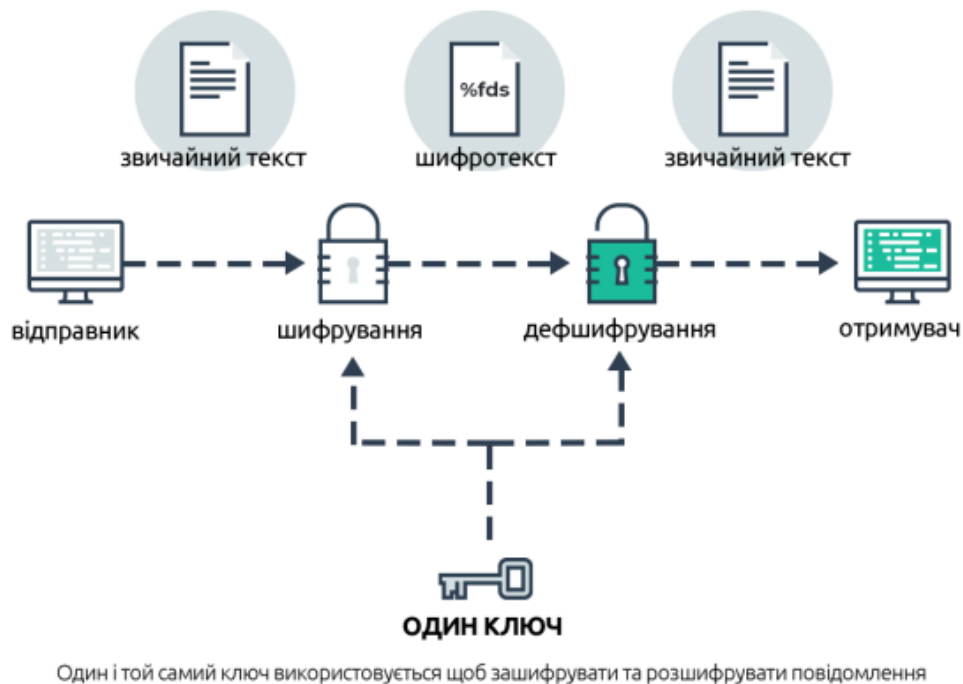 %fds
звичайний текст
шифротекст
звичайний текст
відправник
шифрування
дефшифрування
отримувач
ОДИН КЛЮЧ
Один і той самий ключ використовується щоб зашифрувати та розшифрувати повідомлення